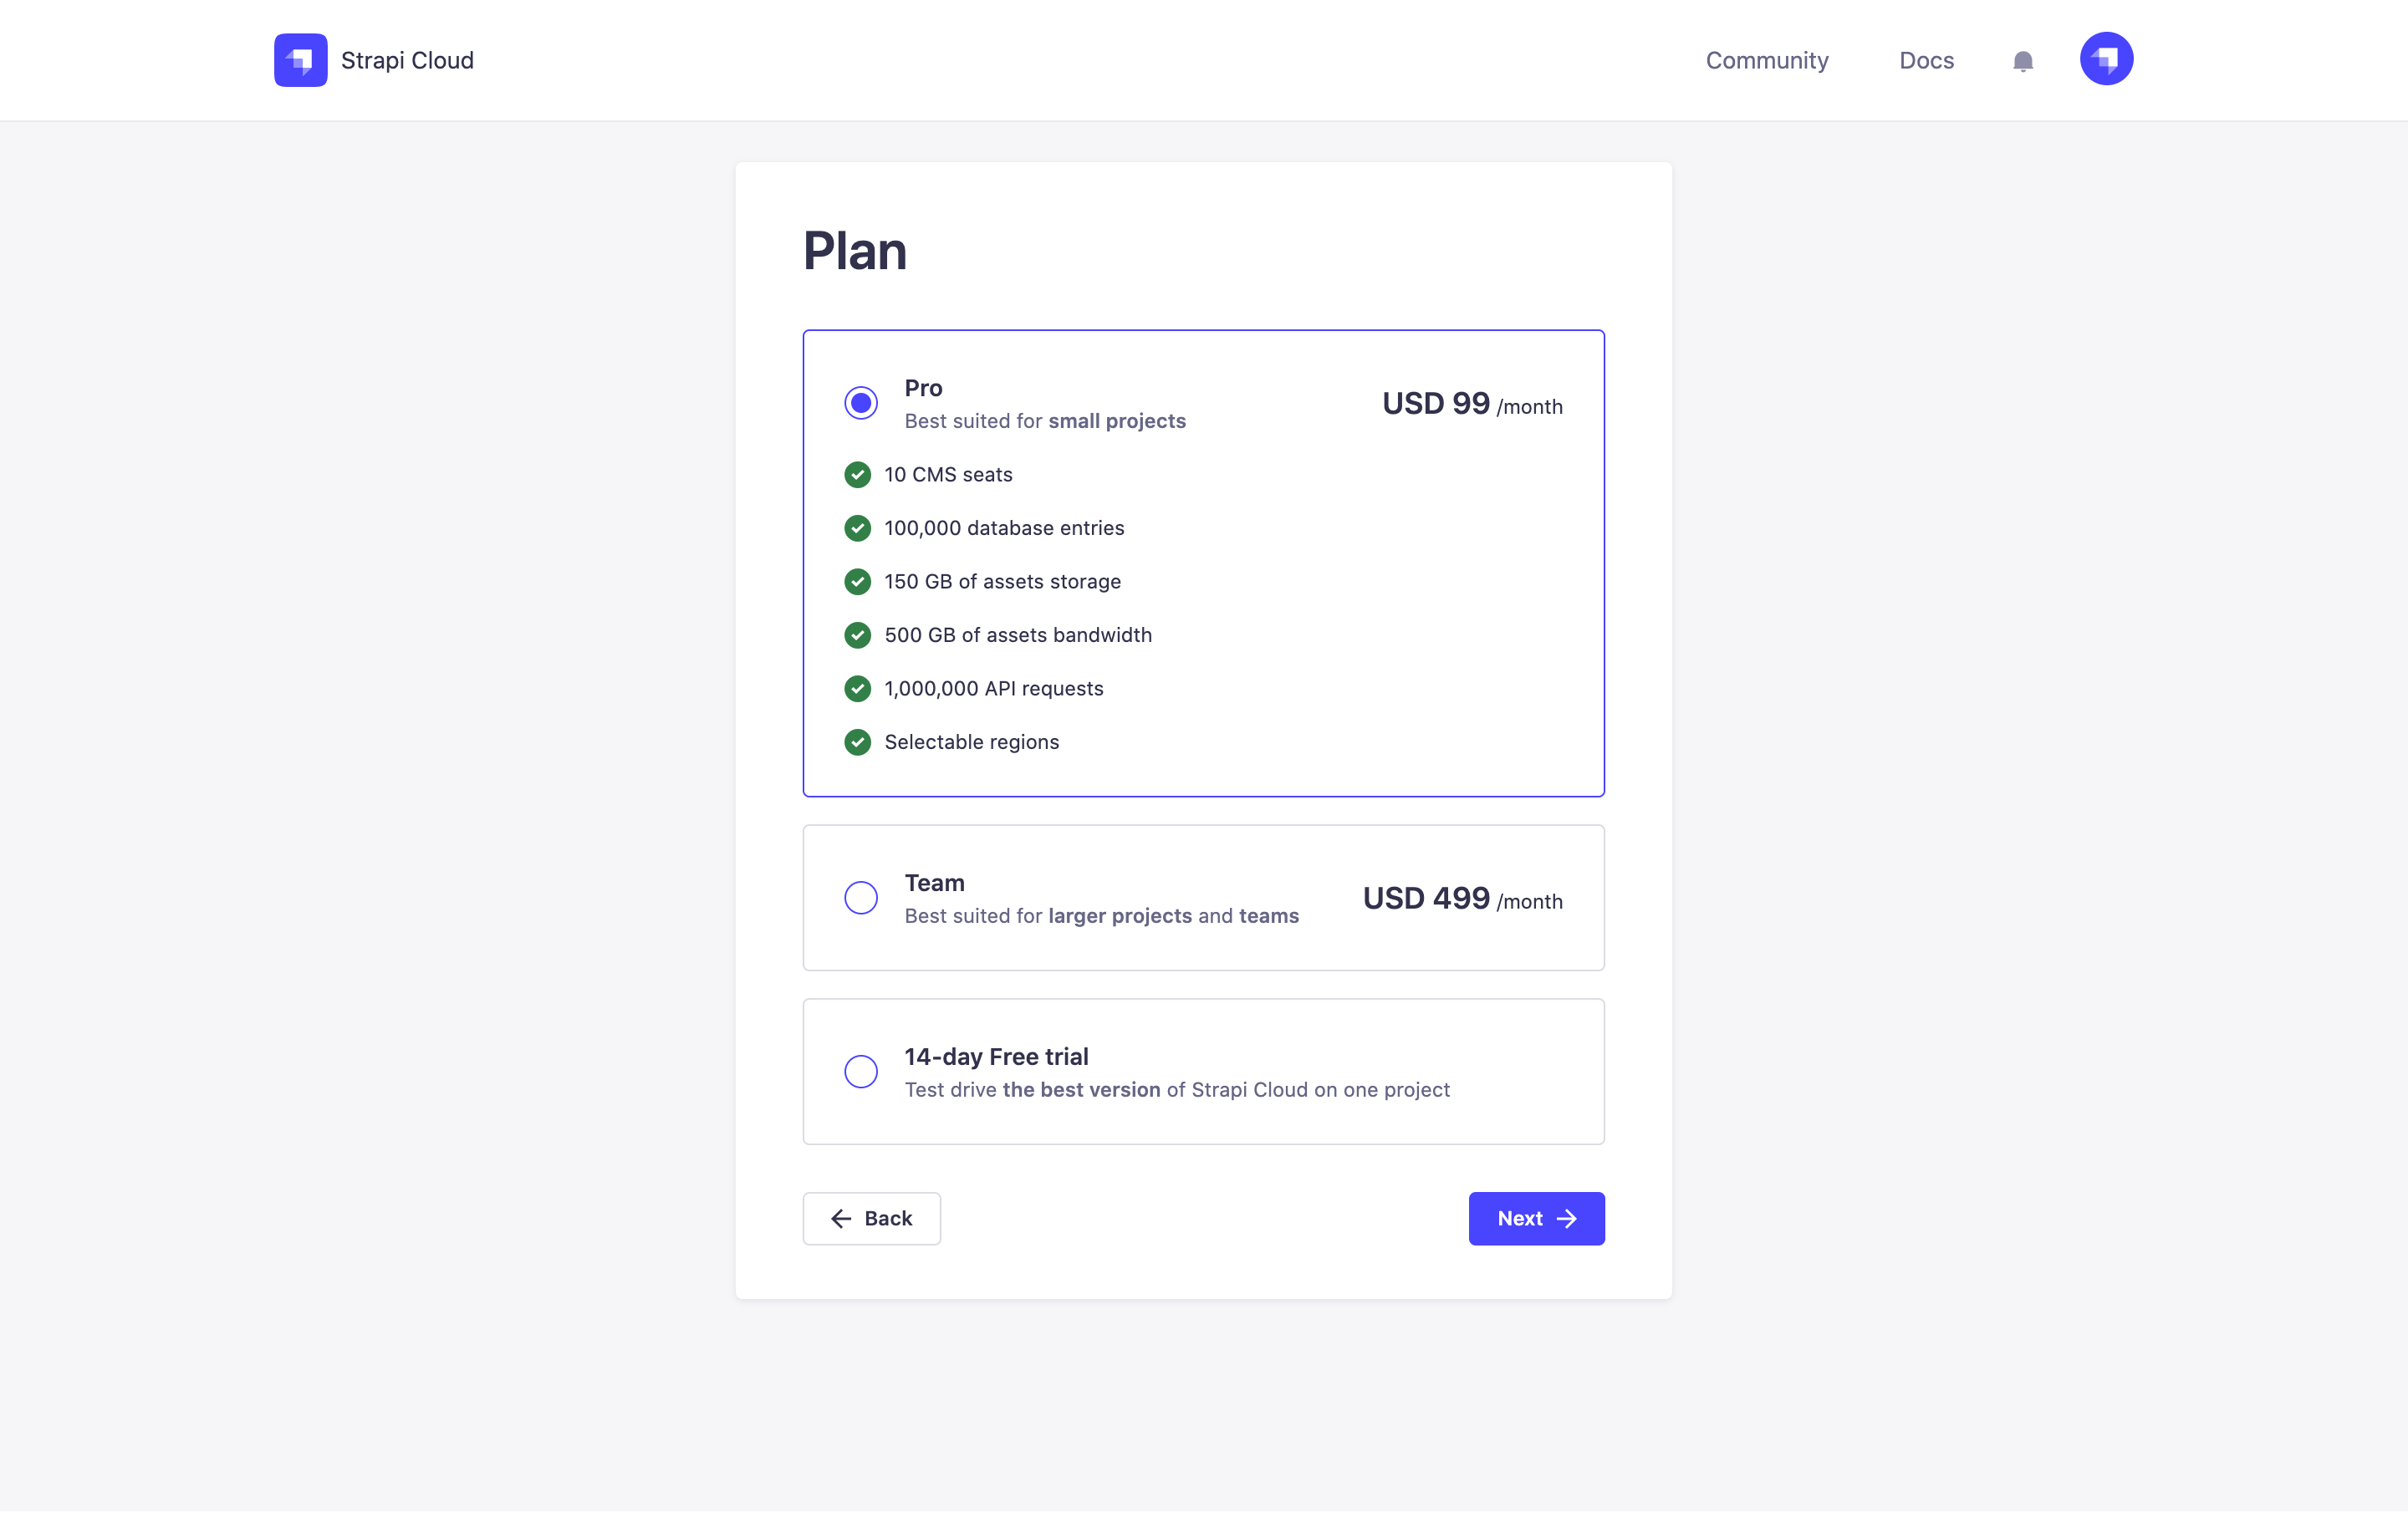 Strapi Cloud
Community
Docs
Plan
Pro
Best suited for small projects
USD 99 /month
10 CMS seats
100,000 database entries
150 GB of assets storage
500 GB of assets bandwidth
1,000,000 API requests
Selectable regions
Team
Best suited for larger projects and teams
USD 499 /month
14-day Free trial
Test drive the best version of Strapi Cloud on one project
Back
Next